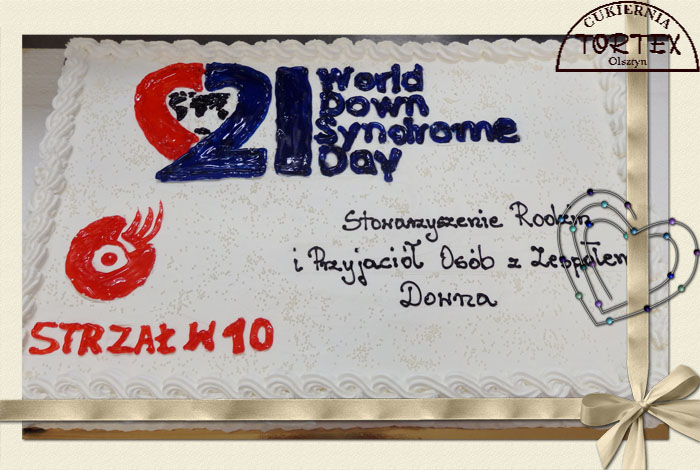 CUKIERNIA
TORTEX
Olsztyn
21 World
Down
Syndrome
Day
Stowarzyszenie Rodzin
i Przyjaciół Osób z Zespołem
Downa
STRZAŁ W 10